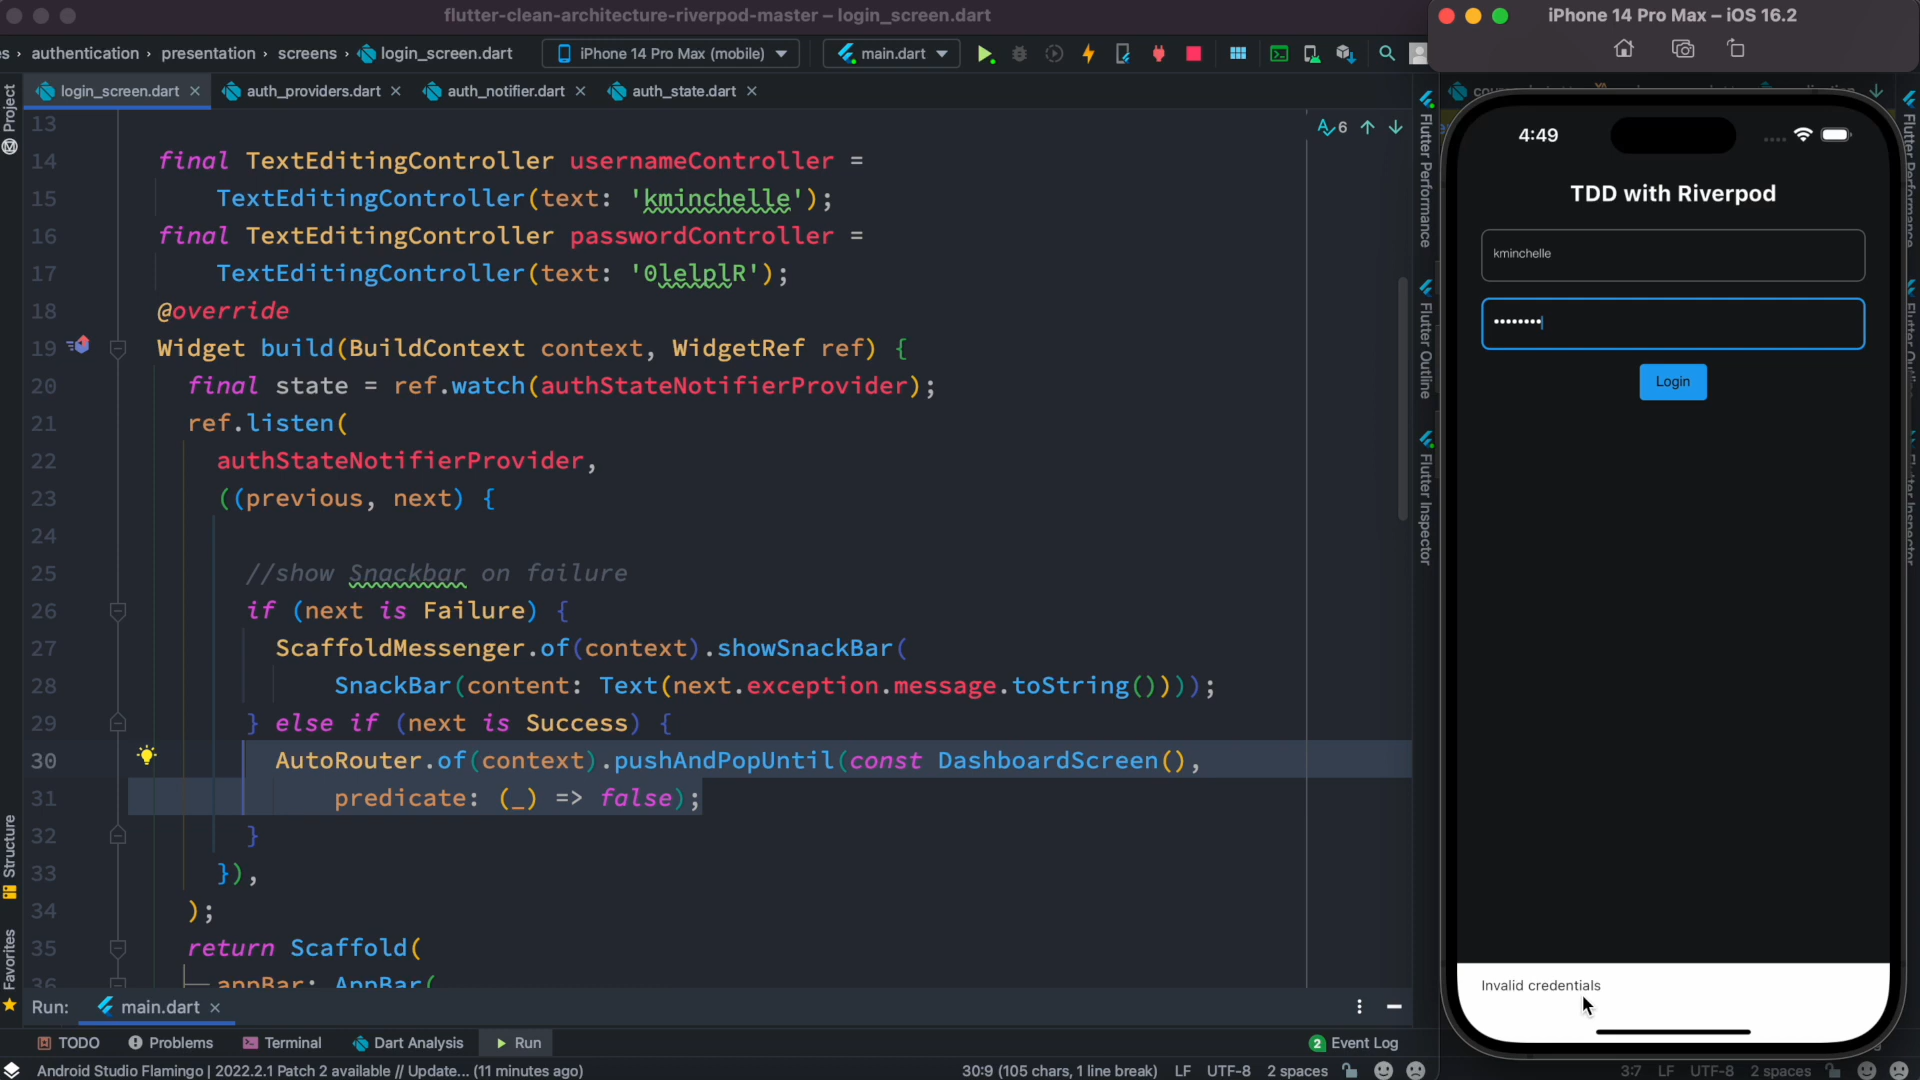 flutter-clean-architecture-riverpod-master – login_screen.dart
s › authentication › presentation › screens › login_screen.dart
iPhone 14 Pro Max (mobile)
main.dart
login_screen.dart
auth_providers.dart
auth_notifier.dart
auth_state.dart
Project
Structure
Favorites
6
13
14 final TextEditingController usernameController =
15 TextEditingController(text: 'kminchelle');
16 final TextEditingController passwordController =
17 TextEditingController(text: '0lelplR');
18 @override
19 Widget build(BuildContext context, WidgetRef ref) {
20 final state = ref.watch(authStateNotifierProvider);
21 ref.listen(
22 authStateNotifierProvider,
23 ((previous, next) {
24
25 //show Snackbar on failure
26 if (next is Failure) {
27 ScaffoldMessenger.of(context).showSnackBar(
28 SnackBar(content: Text(next.exception.message.toString())));
29 } else if (next is Success) {
30 AutoRouter.of(context).pushAndPopUntil(const DashboardScreen(),
31 predicate: (_) => false);
32 }
33 }),
34 );
35 return Scaffold(
36 appBar: AppBar(
Flutter Performance
Flutter Outline
Flutter Inspector
Run: main.dart
TODO
Problems
Terminal
Dart Analysis
Run
2 Event Log
Android Studio Flamingo | 2022.2.1 Patch 2 available // Update... (11 minutes ago)
30:9 (105 chars, 1 line break) LF UTF-8 2 spaces
iPhone 14 Pro Max – iOS 16.2
4:49
TDD with Riverpod
kminchelle
••••••••
Login
Invalid credentials
3:7 LF UTF-8 2 spaces